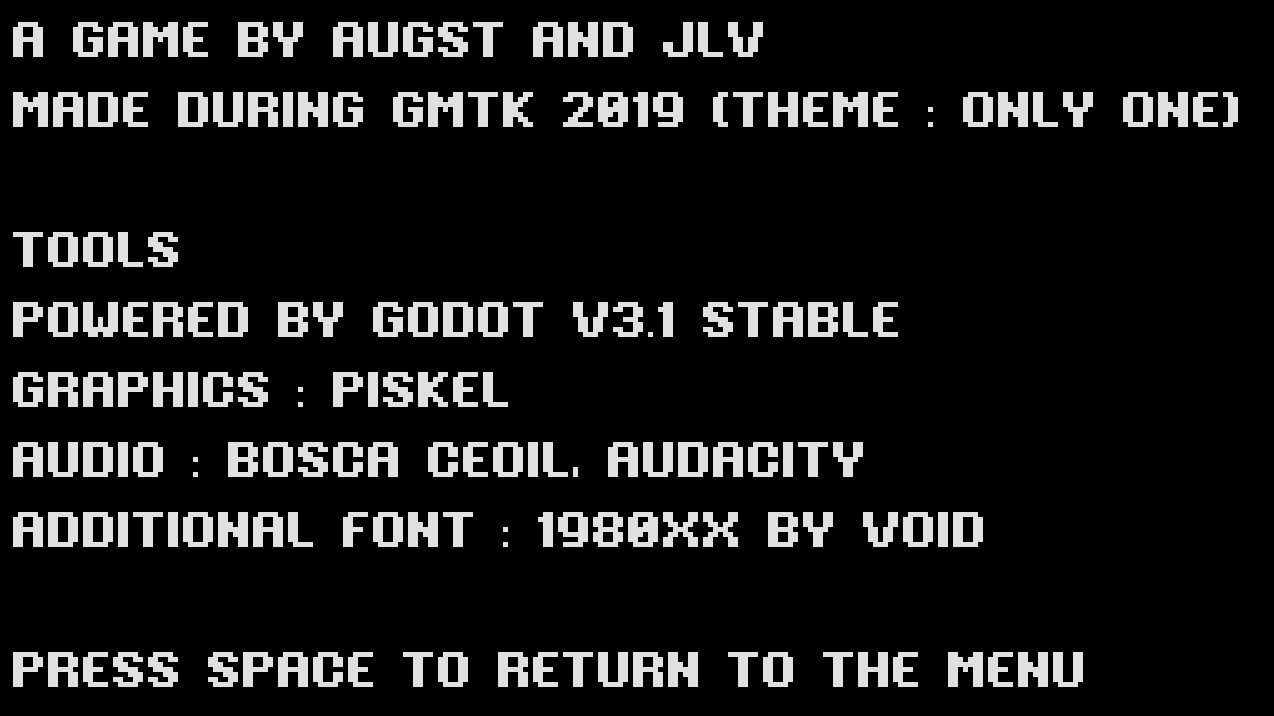 A GAME BY AUGST AND JLV
MADE DURING GMTK 2019 (THEME : ONLY ONE)
TOOLS
POWERED BY GODOT V3.1 STABLE
GRAPHICS : PISKEL
AUDIO : BOSCA CEOIL, AUDACITY
ADDITIONAL FONT : 1980XX BY VOID
PRESS SPACE TO RETURN TO THE MENU